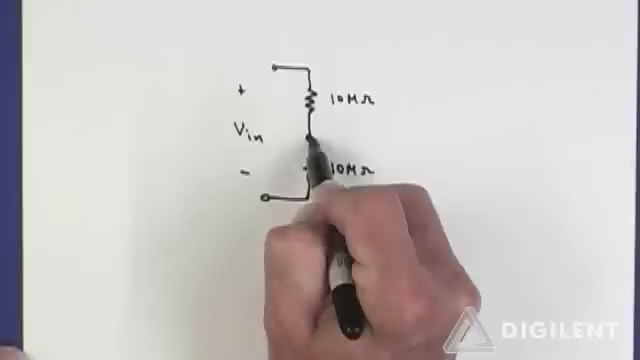 +
10MΩ
Vin
-
10MΩ
DIGILENT